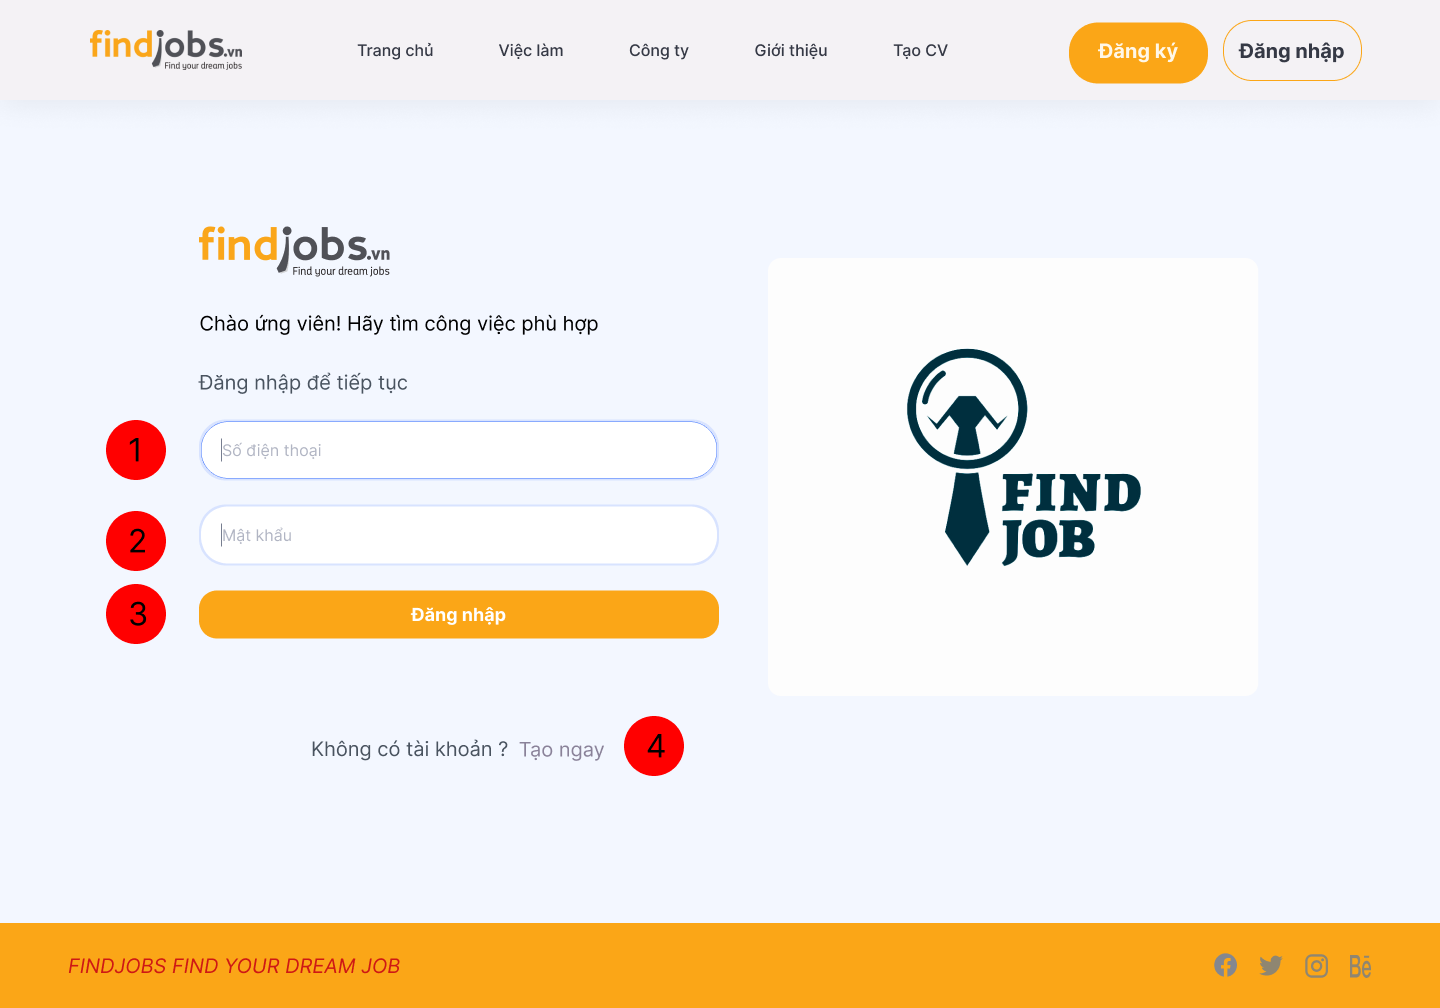 findjobs.vn
Find your dream jobs
Trang chủ
Việc làm
Công ty
Giới thiệu
Tạo CV
Đăng ký
Đăng nhập
findjobs.vn
Find your dream jobs
Chào ứng viên! Hãy tìm công việc phù hợp
Đăng nhập để tiếp tục
1
Số điện thoại
2
Mật khẩu
3
Đăng nhập
Không có tài khoản ? Tạo ngay
4
FIND
JOB
FINDJOBS FIND YOUR DREAM JOB
Bē